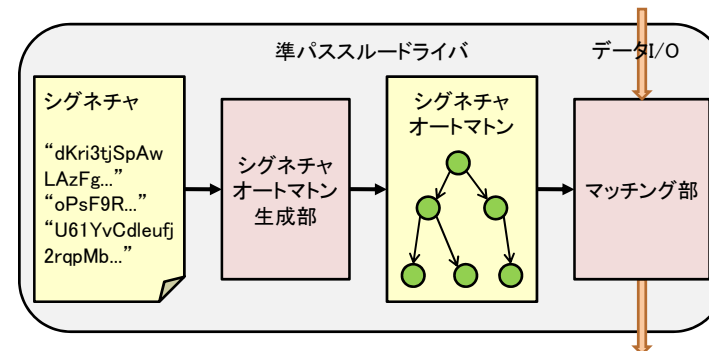 準パススルードライバ
データI/O
シグネチャ
“dKri3tjSpAw
LAzFg...”
“oPsF9R...”
“U61YvCdleufj
2rqpMb...”
シグネチャ
オートマトン
生成部
シグネチャ
オートマトン
マッチング部